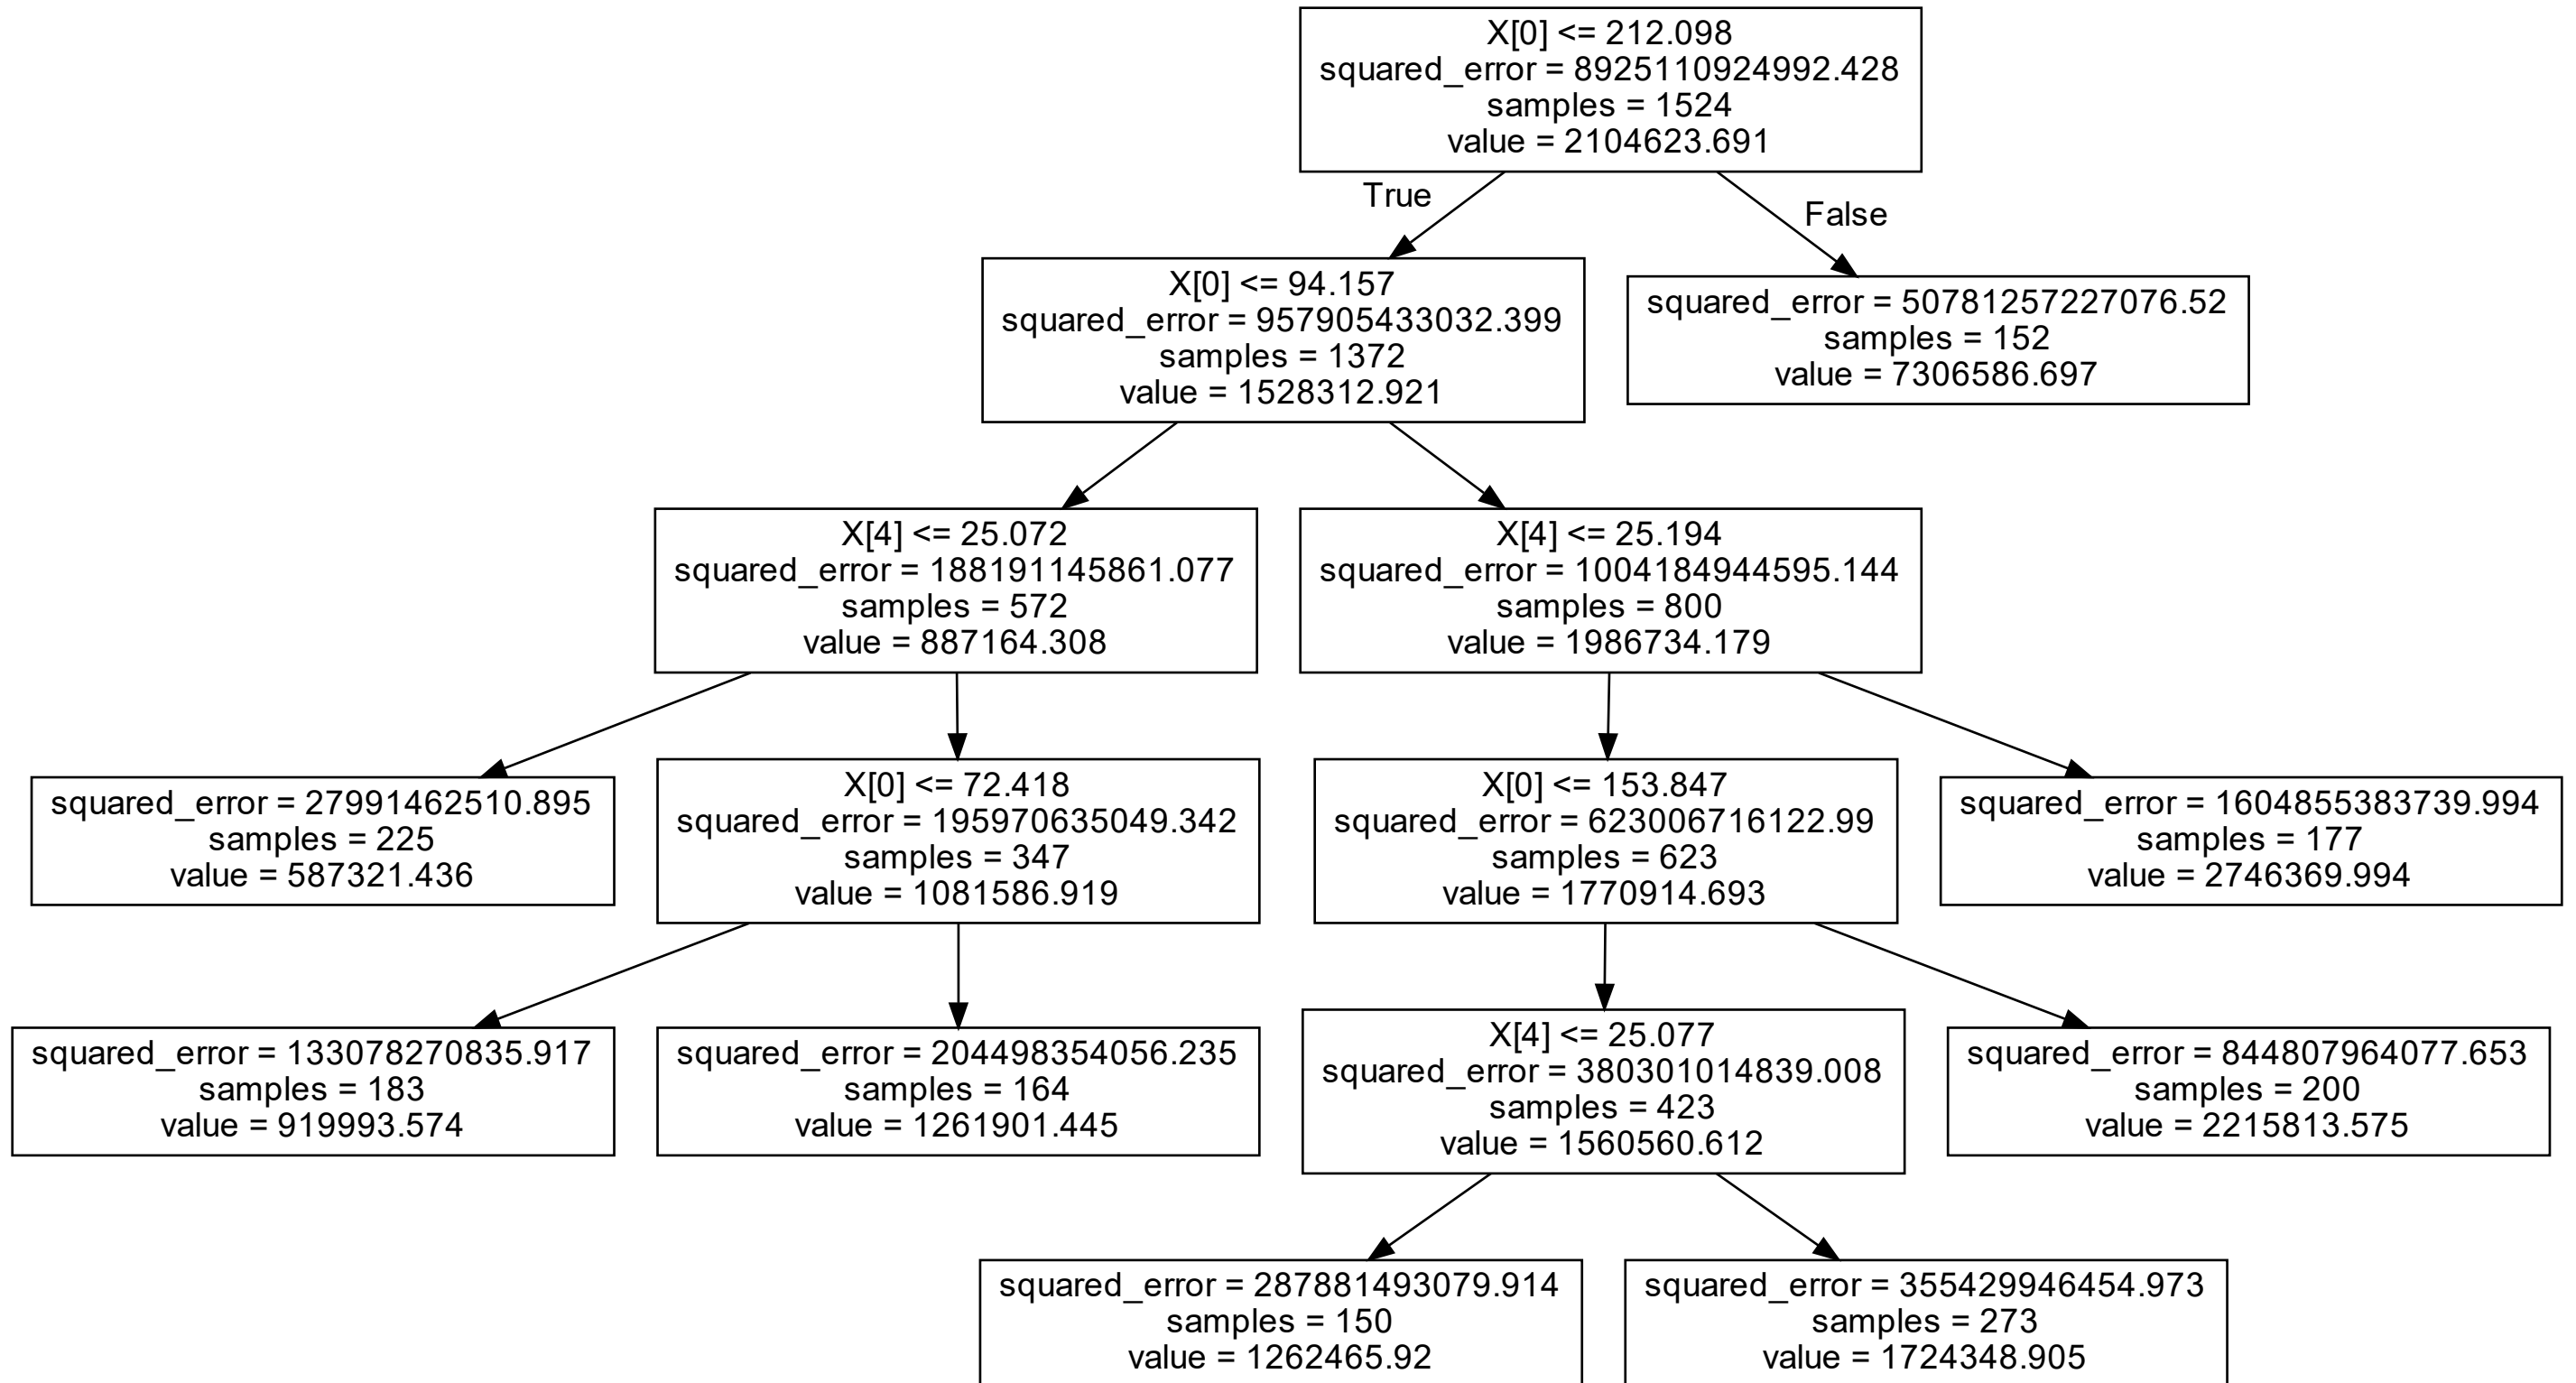 X[0] <= 212.098
squared_error = 8925110924992.428
samples = 1524
value = 2104623.691
True
False
X[0] <= 94.157
squared_error = 957905433032.399
samples = 1372
value = 1528312.921
squared_error = 50781257227076.52
samples = 152
value = 7306586.697
X[4] <= 25.072
squared_error = 188191145861.077
samples = 572
value = 887164.308
X[4] <= 25.194
squared_error = 1004184944595.144
samples = 800
value = 1986734.179
squared_error = 27991462510.895
samples = 225
value = 587321.436
X[0] <= 72.418
squared_error = 195970635049.342
samples = 347
value = 1081586.919
X[0] <= 153.847
squared_error = 623006716122.99
samples = 623
value = 1770914.693
squared_error = 1604855383739.994
samples = 177
value = 2746369.994
squared_error = 133078270835.917
samples = 183
value = 919993.574
squared_error = 204498354056.235
samples = 164
value = 1261901.445
X[4] <= 25.077
squared_error = 380301014839.008
samples = 423
value = 1560560.612
squared_error = 844807964077.653
samples = 200
value = 2215813.575
squared_error = 287881493079.914
samples = 150
value = 1262465.92
squared_error = 355429946454.973
samples = 273
value = 1724348.905